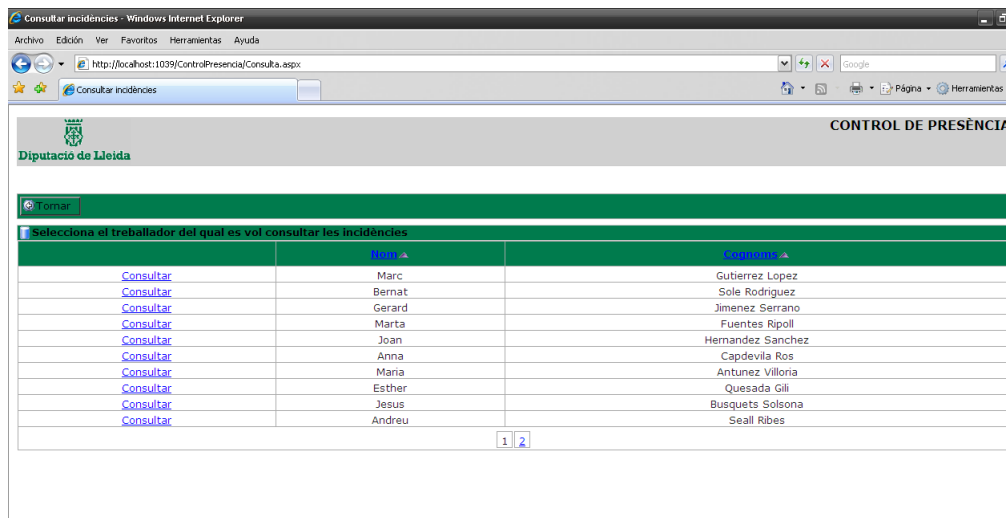 Consultar incidències - Windows Internet Explorer
Archivo Edición Ver Favoritos Herramientas Ayuda
http://localhost:1039/ControlPresencia/Consulta.aspx Google
Consultar incidències Página Herramientas
CONTROL DE PRESÈNCIA
Diputació de Lleida
Tornar
Selecciona el treballador del qual es vol consultar les incidències
Nom Cognoms
Consultar Marc Gutierrez Lopez
Consultar Bernat Sole Rodriguez
Consultar Gerard Jimenez Serrano
Consultar Marta Fuentes Ripoll
Consultar Joan Hernandez Sanchez
Consultar Anna Capdevila Ros
Consultar Maria Antunez Villoria
Consultar Esther Quesada Gili
Consultar Jesus Busquets Solsona
Consultar Andreu Seall Ribes
1 2